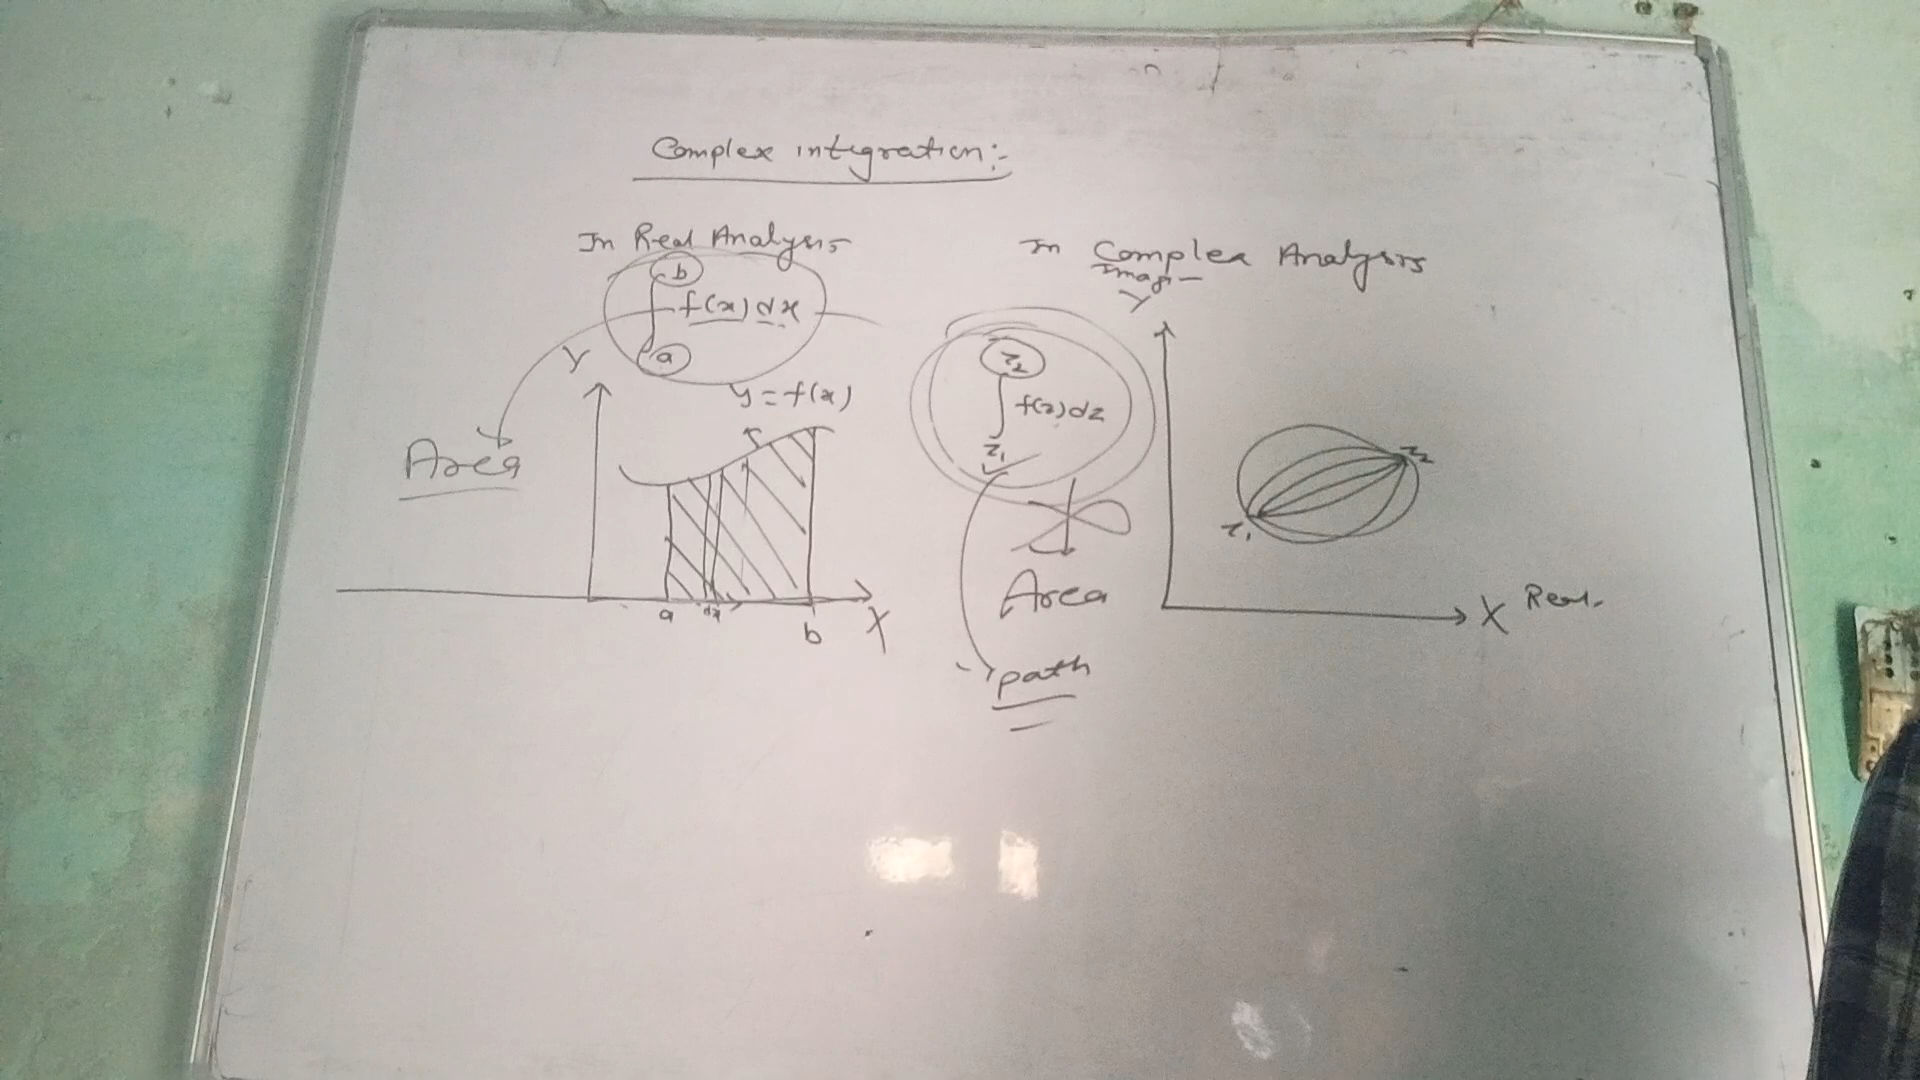 Complex integration:-
In Real Analysis
b
∫ f(x) dx
a
Y
y = f(x)
Area
a
dx
b
X
In Complex Analysis
Imagi-
Y
z2
∫ f(z) dz
z1
Area
path
z2
z1
X Real.